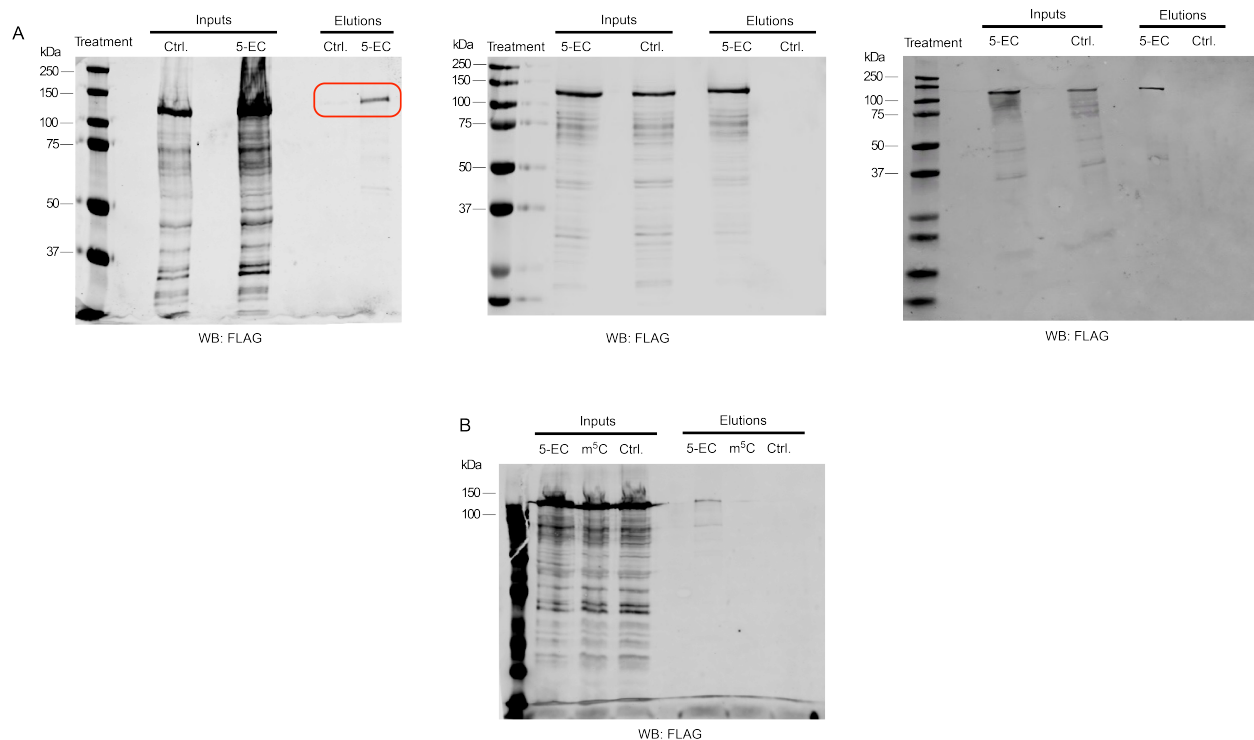 A
Inputs Elutions
kDa Treatment Ctrl. 5-EC Ctrl. 5-EC
250
150
100
75
50
37
WB: FLAG
Inputs Elutions
kDa Treatment 5-EC Ctrl. 5-EC Ctrl.
250
150
100
75
50
37
WB: FLAG
Inputs Elutions
Treatment 5-EC Ctrl. 5-EC Ctrl.
kDa
250
100
75
50
37
WB: FLAG
B
Inputs Elutions
5-EC m⁵C Ctrl. 5-EC m⁵C Ctrl.
kDa
150
100
WB: FLAG